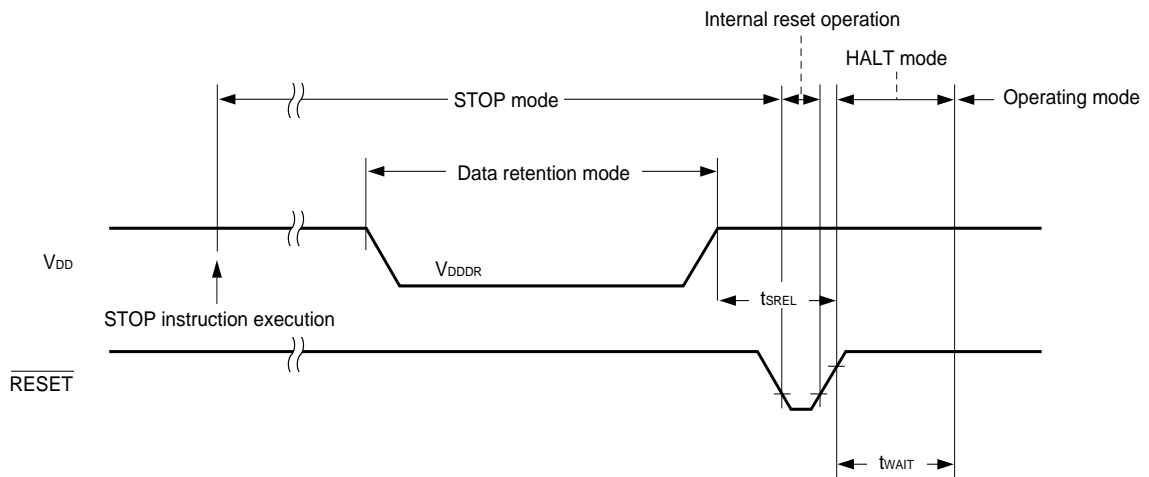 Internal reset operation
HALT mode
STOP mode
Operating mode
Data retention mode
VDD
VDDDR
tSREL
STOP instruction execution
RESET
tWAIT